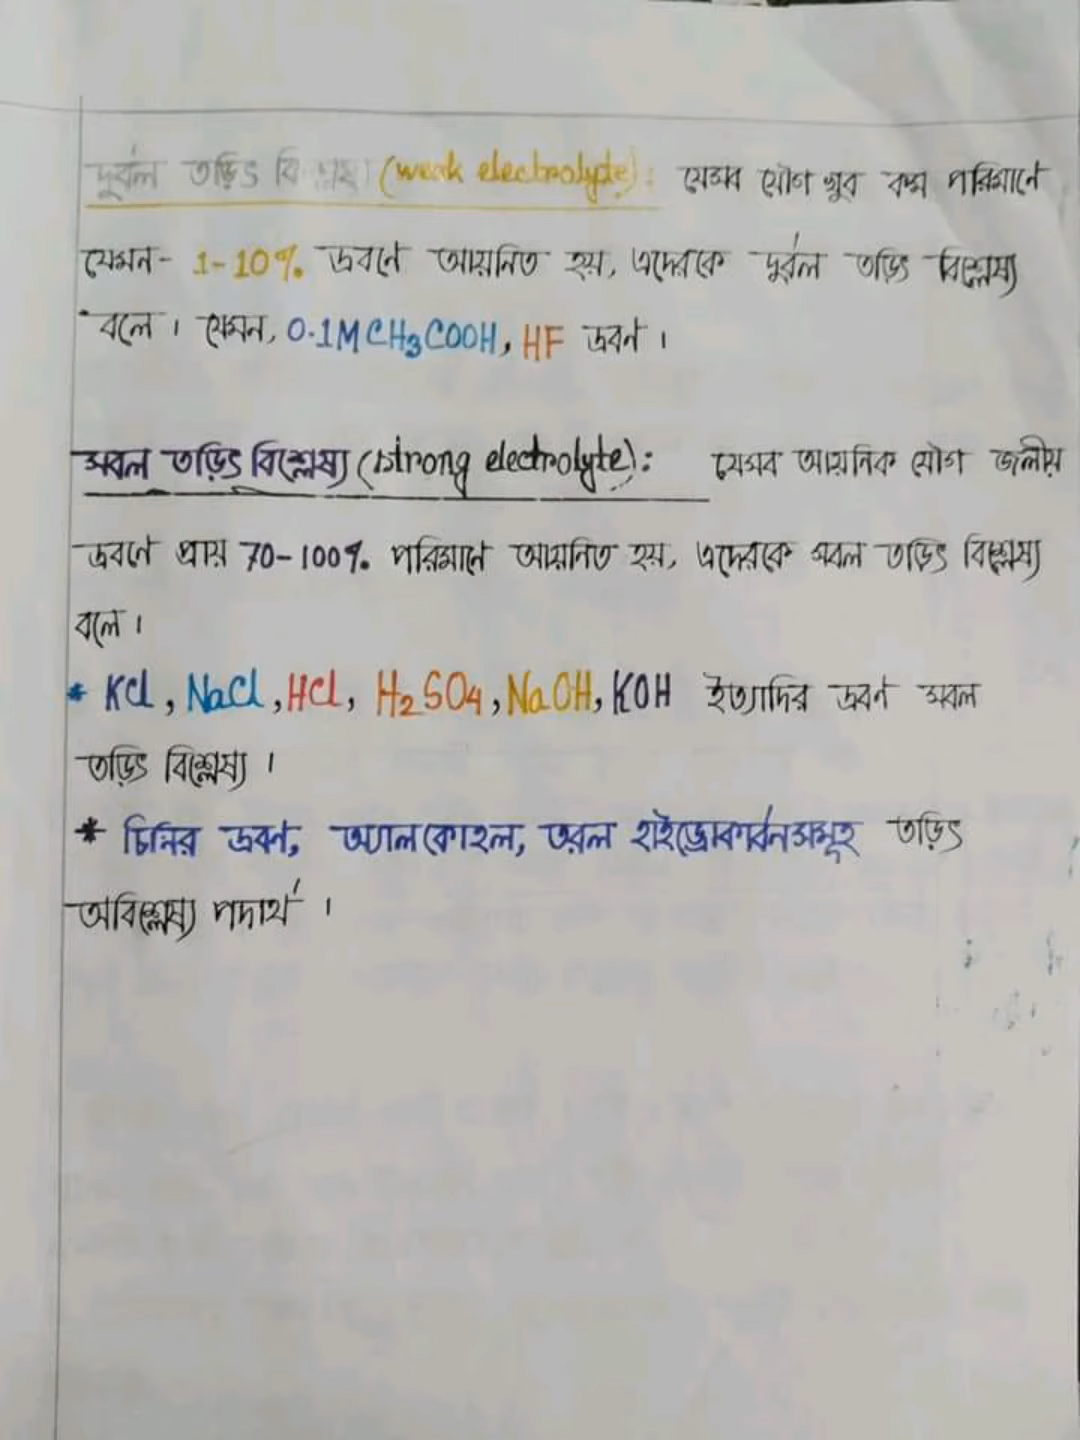 দুর্বল তড়িৎ বিশ্লেষ্য (weak electrolyte): যেসব যৌগ খুব কম পরিমানে
যেমন- 1-10% দ্রবণে আয়নিত হয়, এদেরকে দুর্বল তড়িৎ বিশ্লেষ্য
বলে। যেমন, 0.1M CH₃COOH, HF দ্রবণ।
সবল তড়িৎ বিশ্লেষ্য (strong electrolyte): যেসব আয়নিক যৌগ জলীয়
দ্রবণে প্রায় 70-100% পরিমানে আয়নিত হয়, এদেরকে সবল তড়িৎ বিশ্লেষ্য
বলে।
* KCl, NaCl, HCl, H₂SO₄, NaOH, KOH ইত্যাদির দ্রবণ সবল
তড়িৎ বিশ্লেষ্য।
* চিনির দ্রবণ, অ্যালকোহল, তরল হাইড্রোকার্বনসমূহ তড়িৎ
অবিশ্লেষ্য পদার্থ।